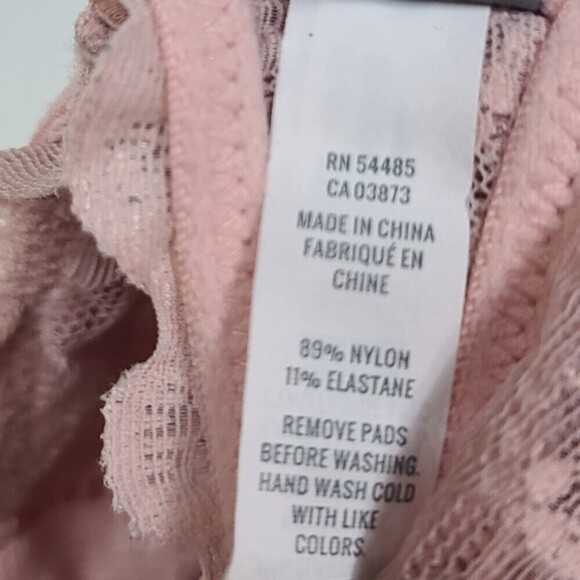 RN 54485
CA 03873
MADE IN CHINA
FABRIQUÉ EN
CHINE
89% NYLON
11% ELASTANE
REMOVE PADS
BEFORE WASHING.
HAND WASH COLD
WITH LIKE
COLORS.